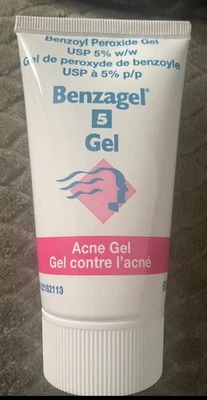 Benzoyl Peroxide Gel
USP 5% w/w
Gel de peroxyde de benzoyle
USP à 5% p/p
Benzagel®
5
Gel
Acne Gel
Gel contre l'acné
02162113